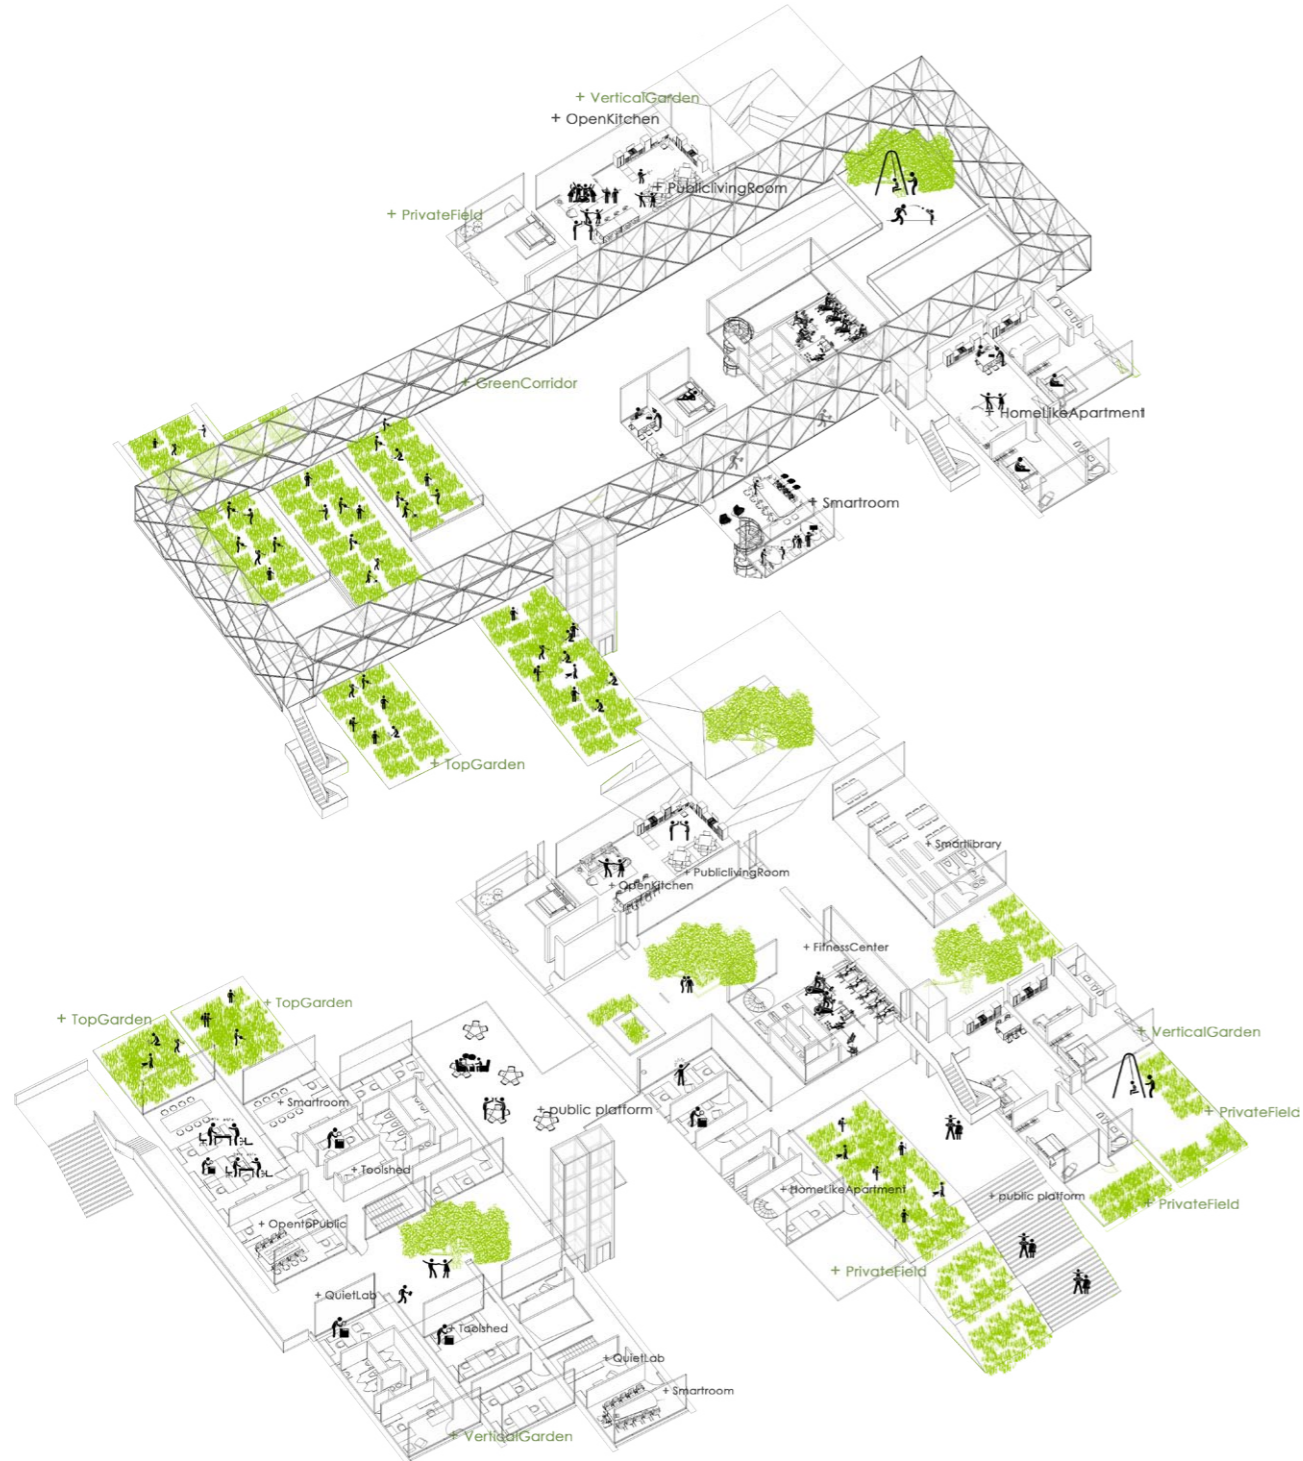 + VerticalGarden
+ OpenKitchen
+ PubliclivingRoom
+ PrivateField
+ GreenCorridor
+ HomeLikeApartment
+ Smartroom
+ TopGarden
+ Smartlibrary
+ PubliclivingRoom
+ OpenKitchen
+ FitnessCenter
+ TopGarden
+ TopGarden
+ VerticalGarden
+ Smartroom
+ public platform
+ PrivateField
+ Toolshed
+ HomeLikeApartment
+ public platform
+ PrivateField
+ OpentoPublic
+ PrivateField
+ QuietLab
+ Toolshed
+ QuietLab
+ Smartroom
+ VerticalGarden